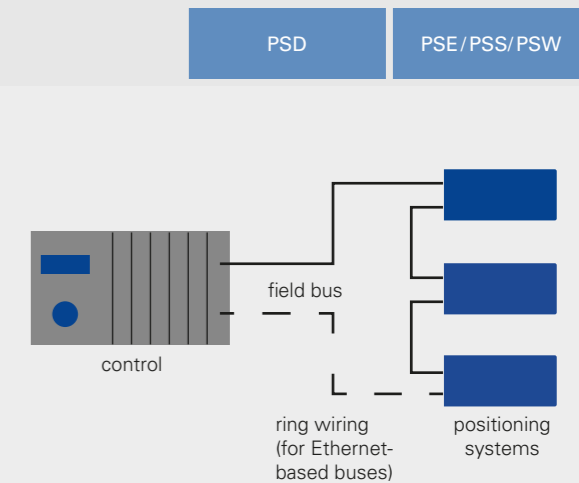 PSD
PSE/PSS/PSW
field bus
control
ring wiring
(for Ethernet-
based buses)
positioning
systems